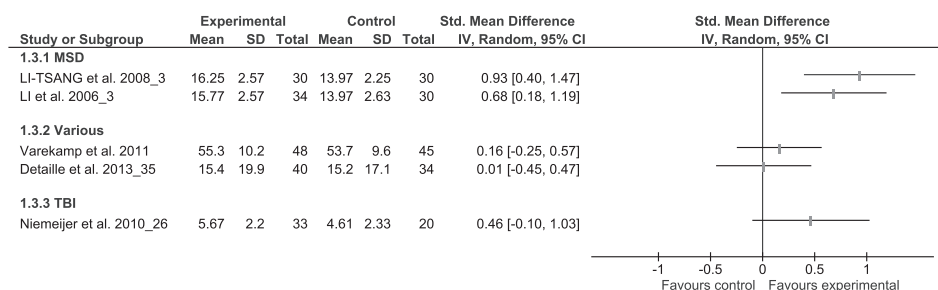 Experimental Control Std. Mean Difference Std. Mean Difference
Study or Subgroup Mean SD Total Mean SD Total IV, Random, 95% CI IV, Random, 95% CI
1.3.1 MSD
LI-TSANG et al. 2008_3 16.25 2.57 30 13.97 2.25 30 0.93 [0.40, 1.47]
LI et al. 2006_3 15.77 2.57 34 13.97 2.63 30 0.68 [0.18, 1.19]
1.3.2 Various
Varekamp et al. 2011 55.3 10.2 48 53.7 9.6 45 0.16 [-0.25, 0.57]
Detaille et al. 2013_35 15.4 19.9 40 15.2 17.1 34 0.01 [-0.45, 0.47]
1.3.3 TBI
Niemeijer et al. 2010_26 5.67 2.2 33 4.61 2.33 20 0.46 [-0.10, 1.03]
-1 -0.5 0 0.5 1
Favours control Favours experimental